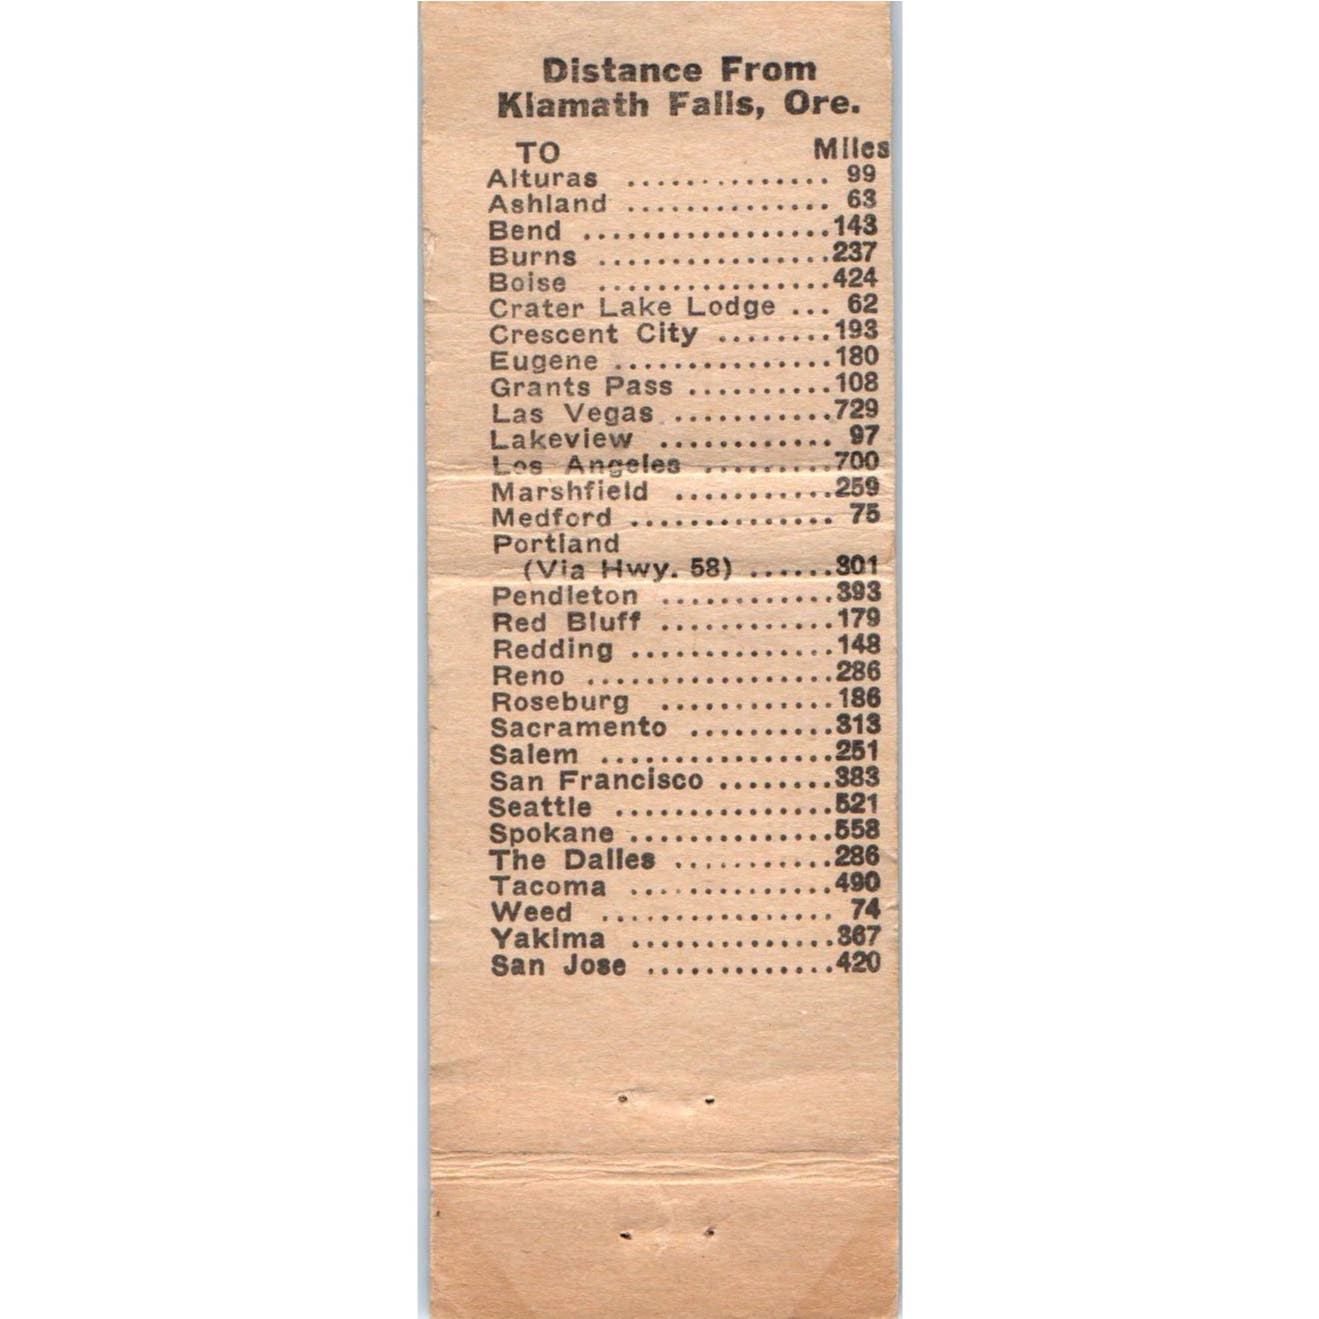 Distance From
Klamath Falls, Ore.
TO Miles
Alturas .............. 99
Ashland .............. 63
Bend .................143
Burns ................237
Boise ................424
Crater Lake Lodge ... 62
Crescent City ........193
Eugene ...............180
Grants Pass ..........108
Las Vegas ...........729
Lakeview ............ 97
Los Angeles .........700
Marshfield ...........259
Medford .............. 75
Portland
(Via Hwy. 58) ......301
Pendleton ............393
Red Bluff ............179
Redding ..............148
Reno .................286
Roseburg ............186
Sacramento ..........313
Salem ................251
San Francisco ........383
Seattle ...............521
Spokane ..............558
The Dalles ...........286
Tacoma ..............490
Weed ................ 74
Yakima ..............367
San Jose .............420